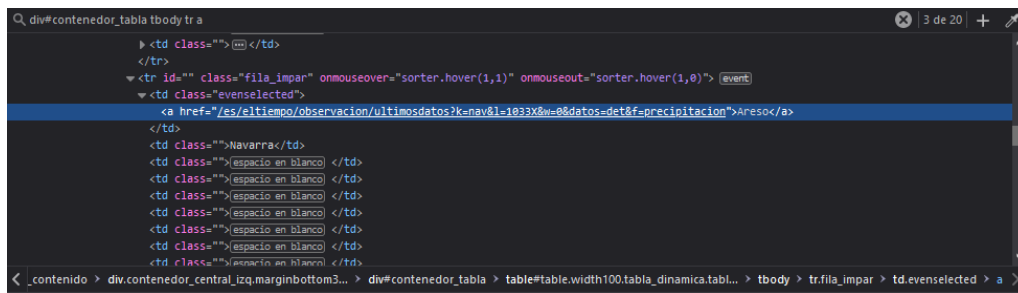 div#contenedor_tabla tbody tr a 3 de 20 +
<td class=""> ... </td>
</tr>
<tr id="" class="fila_impar" onmouseover="sorter.hover(1,1)" onmouseout="sorter.hover(1,0)"> event
<td class="evenselected">
<a href="/es/eltiempo/observacion/ultimosdatos?k=nav&l=1033X&w=0&datos=det&f=precipitacion">Areso</a>
</td>
<td class="">Navarra</td>
<td class=""> espacio en blanco </td>
<td class=""> espacio en blanco </td>
<td class=""> espacio en blanco </td>
<td class=""> espacio en blanco </td>
<td class=""> espacio en blanco </td>
<td class=""> espacio en blanco </td>
<td class=""> espacio en blanco </td>
_contenido > div.contenedor_central_izq.marginbottom3... > div#contenedor_tabla > table#table.width100.tabla_dinamica.tabl... > tbody > tr.fila_impar > td.evenselected > a